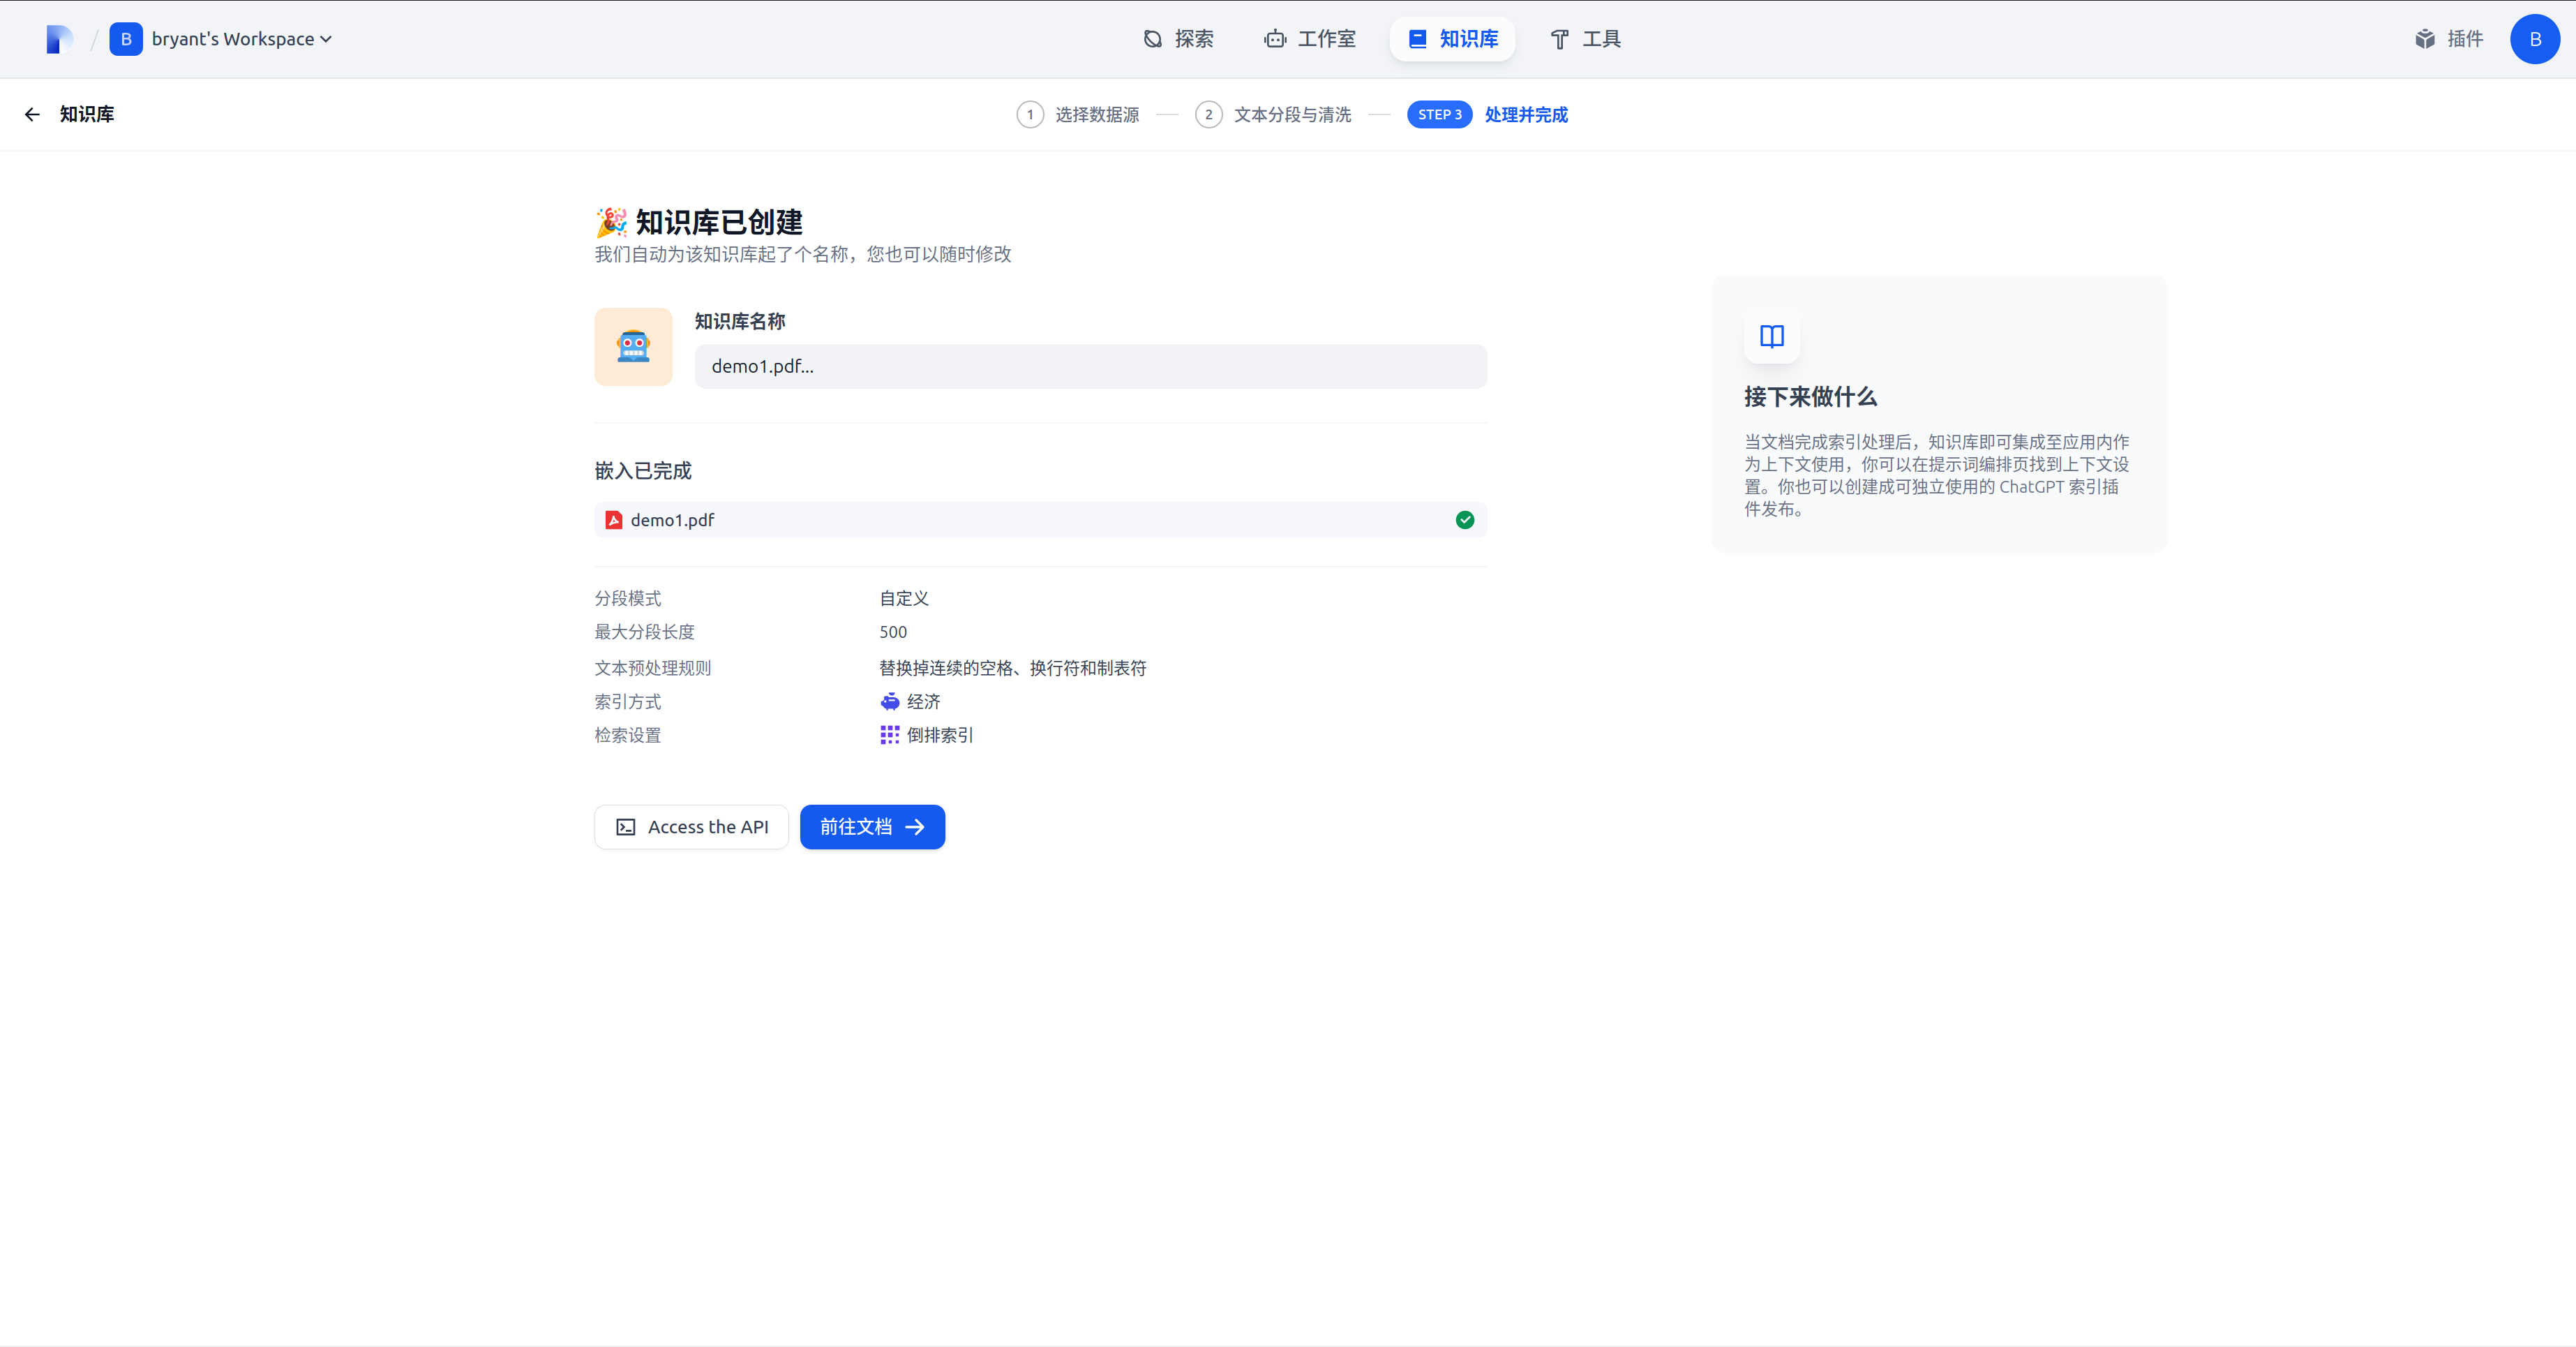 B bryant's Workspace
探索 工作室 知识库 工具
插件 B
知识库
1 选择数据源 2 文本分段与清洗 STEP 3 处理并完成
知识库已创建
我们自动为该知识库起了个名称，您也可以随时修改
知识库名称
demo1.pdf...
嵌入已完成
demo1.pdf
分段模式 自定义
最大分段长度 500
文本预处理规则 替换掉连续的空格、换行符和制表符
索引方式 经济
检索设置 倒排索引
Access the API 前往文档
接下来做什么
当文档完成索引处理后，知识库即可集成至应用内作
为上下文使用，你可以在提示词编排页找到上下文设
置。你也可以创建成可独立使用的 ChatGPT 索引插
件发布。